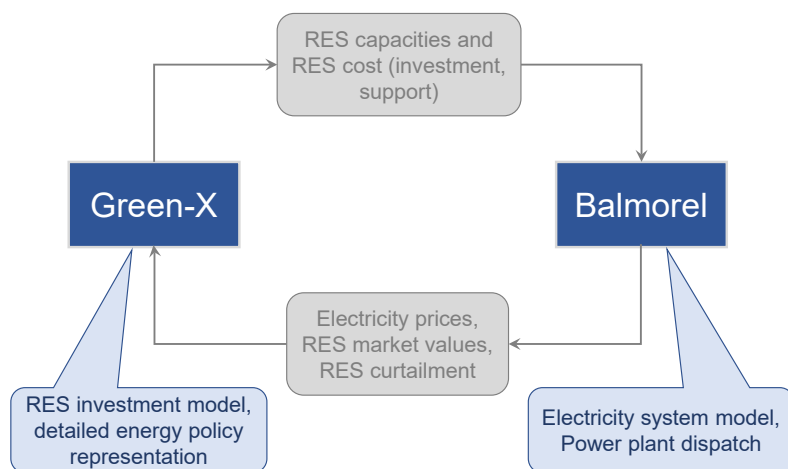 RES capacities and
RES cost (investment,
support)
Green-X
Balmorel
Electricity prices,
RES market values,
RES curtailment
RES investment model,
detailed energy policy
representation
Electricity system model,
Power plant dispatch